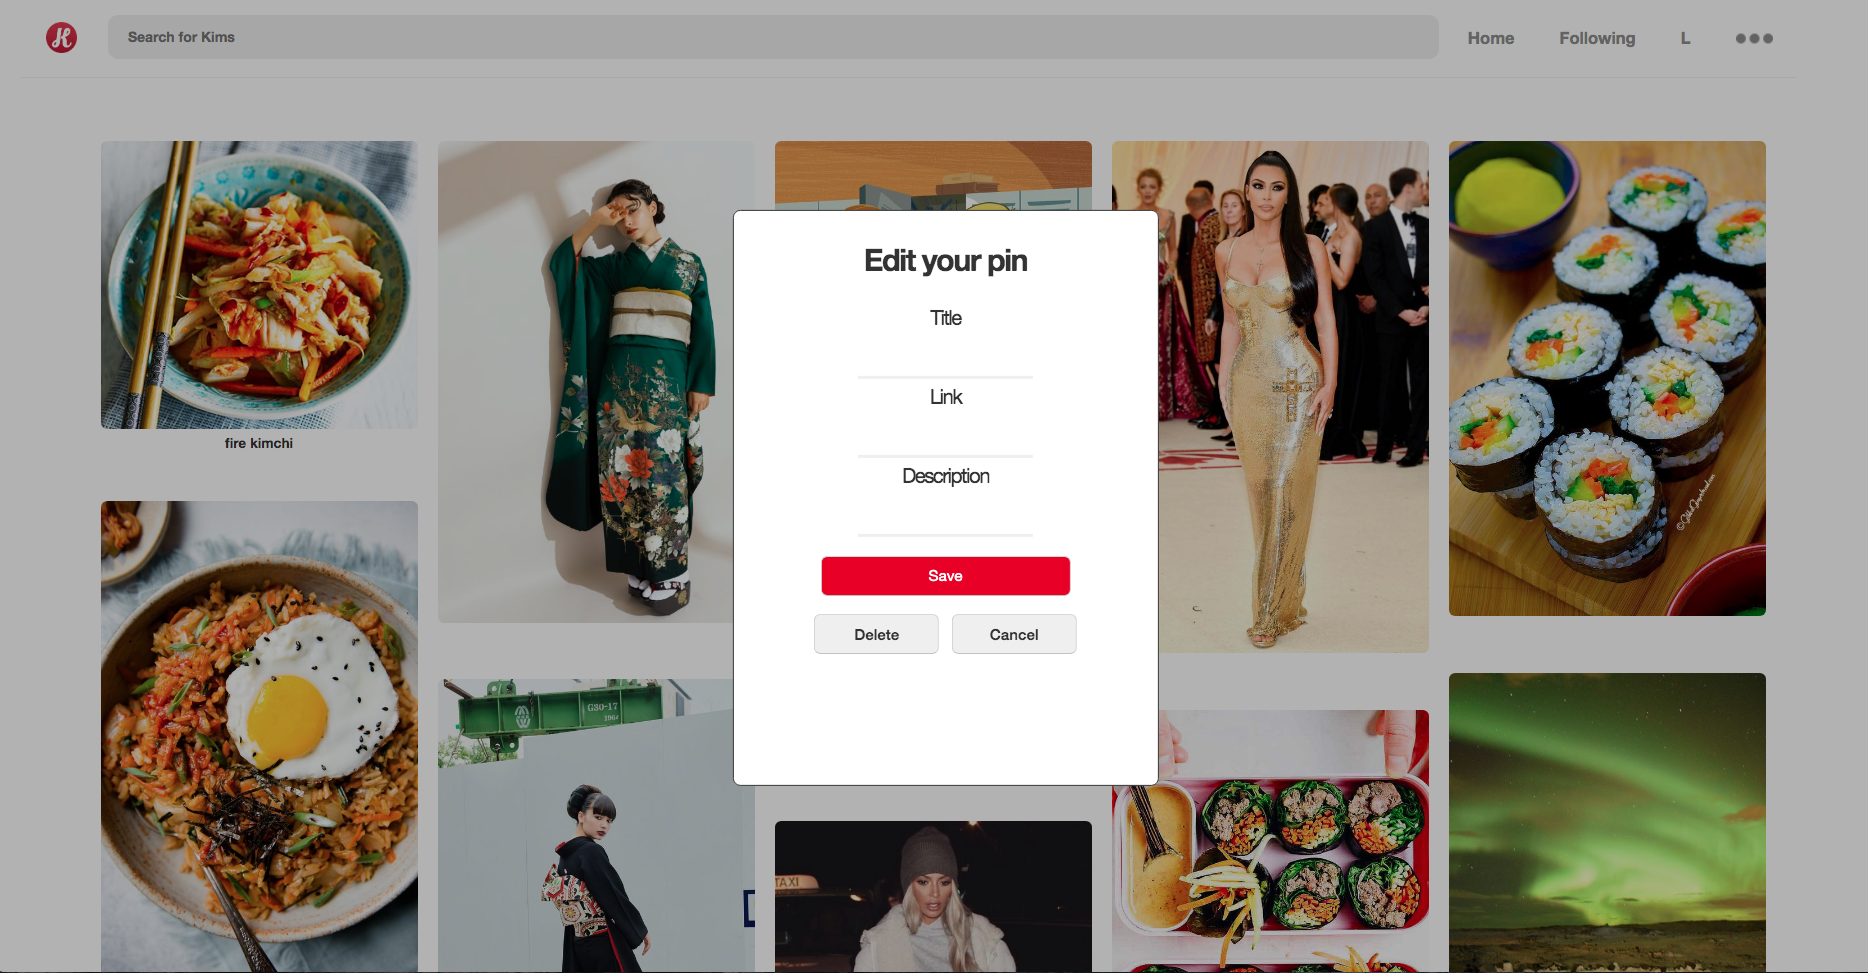 Search for Kims
Home
Following
L
Edit your pin
Title
Link
Description
Save
Delete
Cancel
fire kimchi
G30-17
196t
TAXI